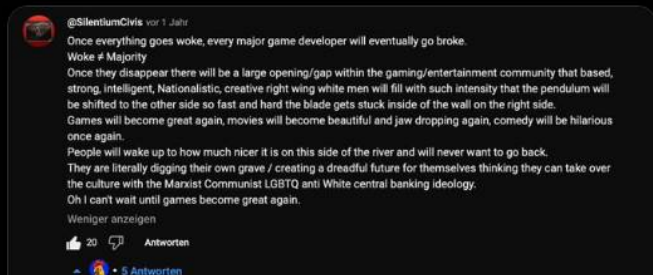 @SilentiumCivis vor 1 Jahr
Once everything goes woke, every major game developer will eventually go broke.
Woke ≠ Majority
Once they disappear there will be a large opening/gap within the gaming/entertainment community that based,
strong, intelligent, Nationalistic, creative right wing white men will fill with such intensity that the pendulum will
be shifted to the other side so fast and hard the blade gets stuck inside of the wall on the right side.
Games will become great again, movies will become beautiful and jaw dropping again, comedy will be hilarious
once again.
People will wake up to how much nicer it is on this side of the river and will never want to go back.
They are literally digging their own grave / creating a dreadful future for themselves thinking they can take over
the culture with the Marxist Communist LGBTQ anti White central banking ideology.
Oh I can't wait until games become great again.
Weniger anzeigen
20 Antworten
5 Antworten